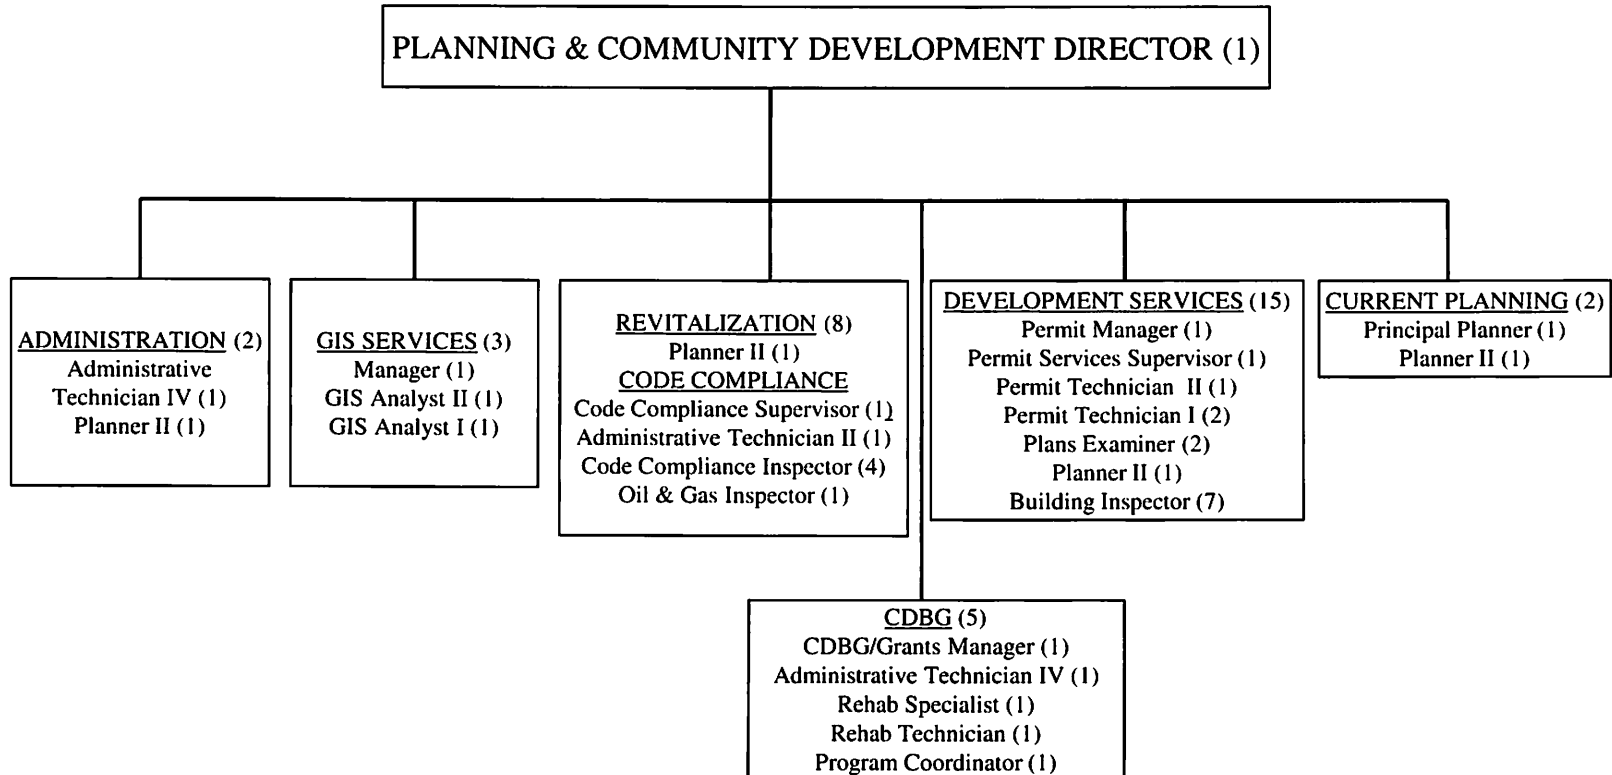 PLANNING & COMMUNITY DEVELOPMENT DIRECTOR (1)
ADMINISTRATION (2)
Administrative
Technician IV (1)
Planner II (1)
GIS SERVICES (3)
Manager (1)
GIS Analyst II (1)
GIS Analyst I (1)
REVITALIZATION (8)
Planner II (1)
CODE COMPLIANCE
Code Compliance Supervisor (1)
Administrative Technician II (1)
Code Compliance Inspector (4)
Oil & Gas Inspector (1)
DEVELOPMENT SERVICES (15)
Permit Manager (1)
Permit Services Supervisor (1)
Permit Technician II (1)
Permit Technician I (2)
Plans Examiner (2)
Planner II (1)
Building Inspector (7)
CURRENT PLANNING (2)
Principal Planner (1)
Planner II (1)
CDBG (5)
CDBG/Grants Manager (1)
Administrative Technician IV (1)
Rehab Specialist (1)
Rehab Technician (1)
Program Coordinator (1)